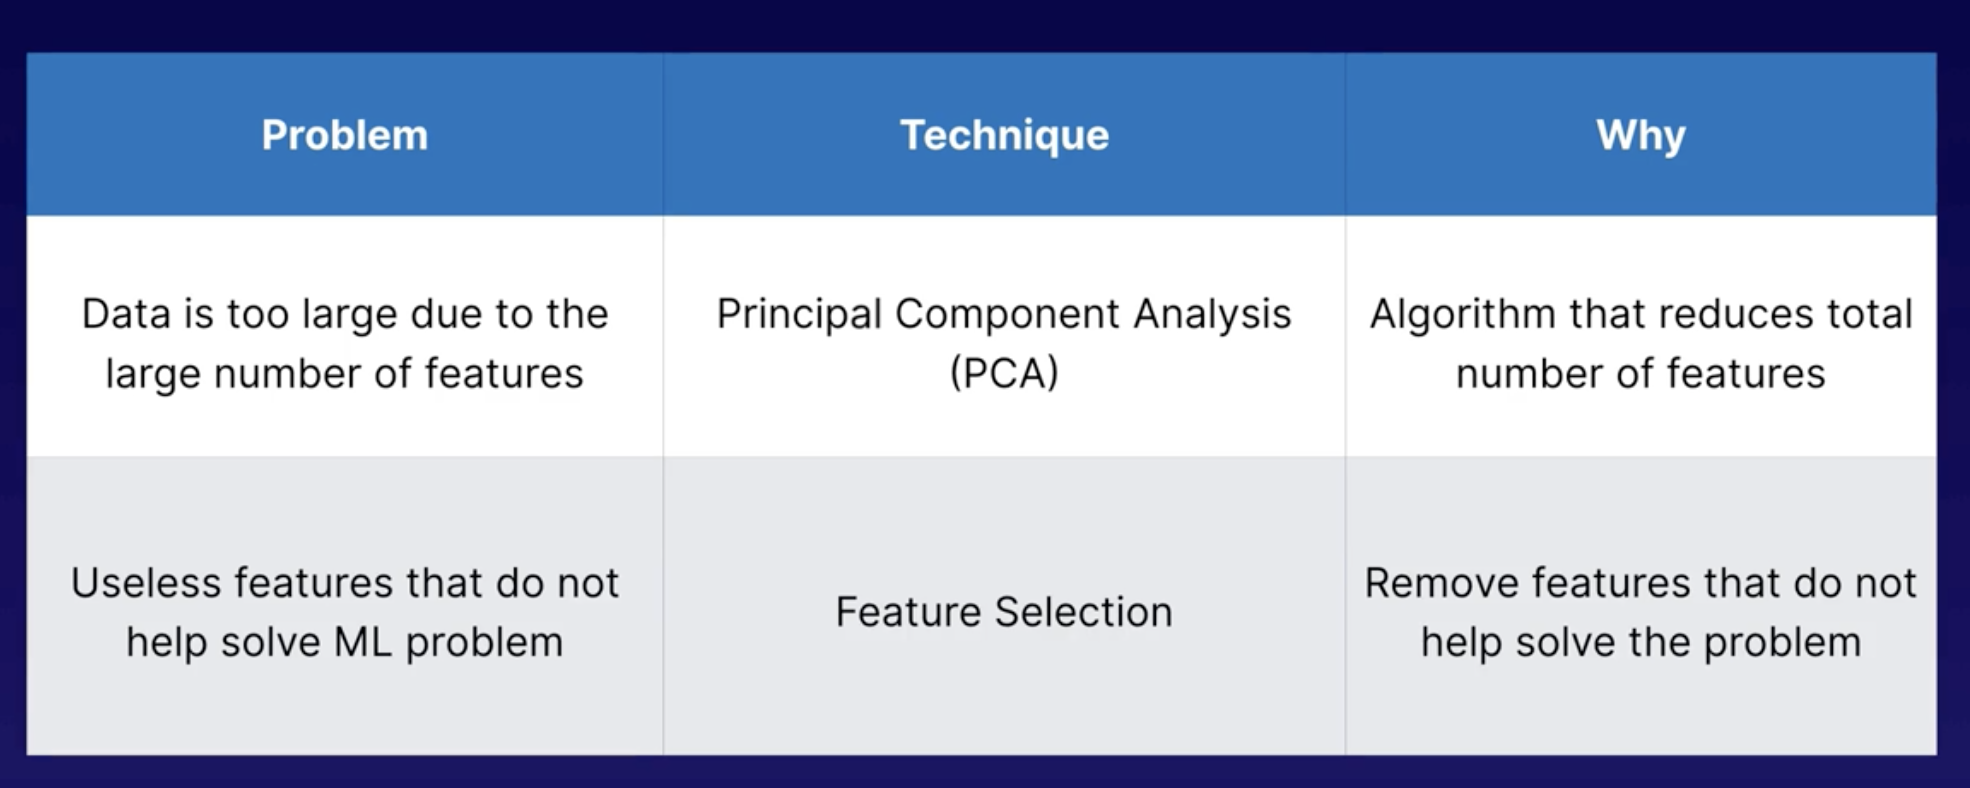 Problem
Technique
Why
Data is too large due to the
large number of features
Principal Component Analysis
(PCA)
Algorithm that reduces total
number of features
Useless features that do not
help solve ML problem
Feature Selection
Remove features that do not
help solve the problem